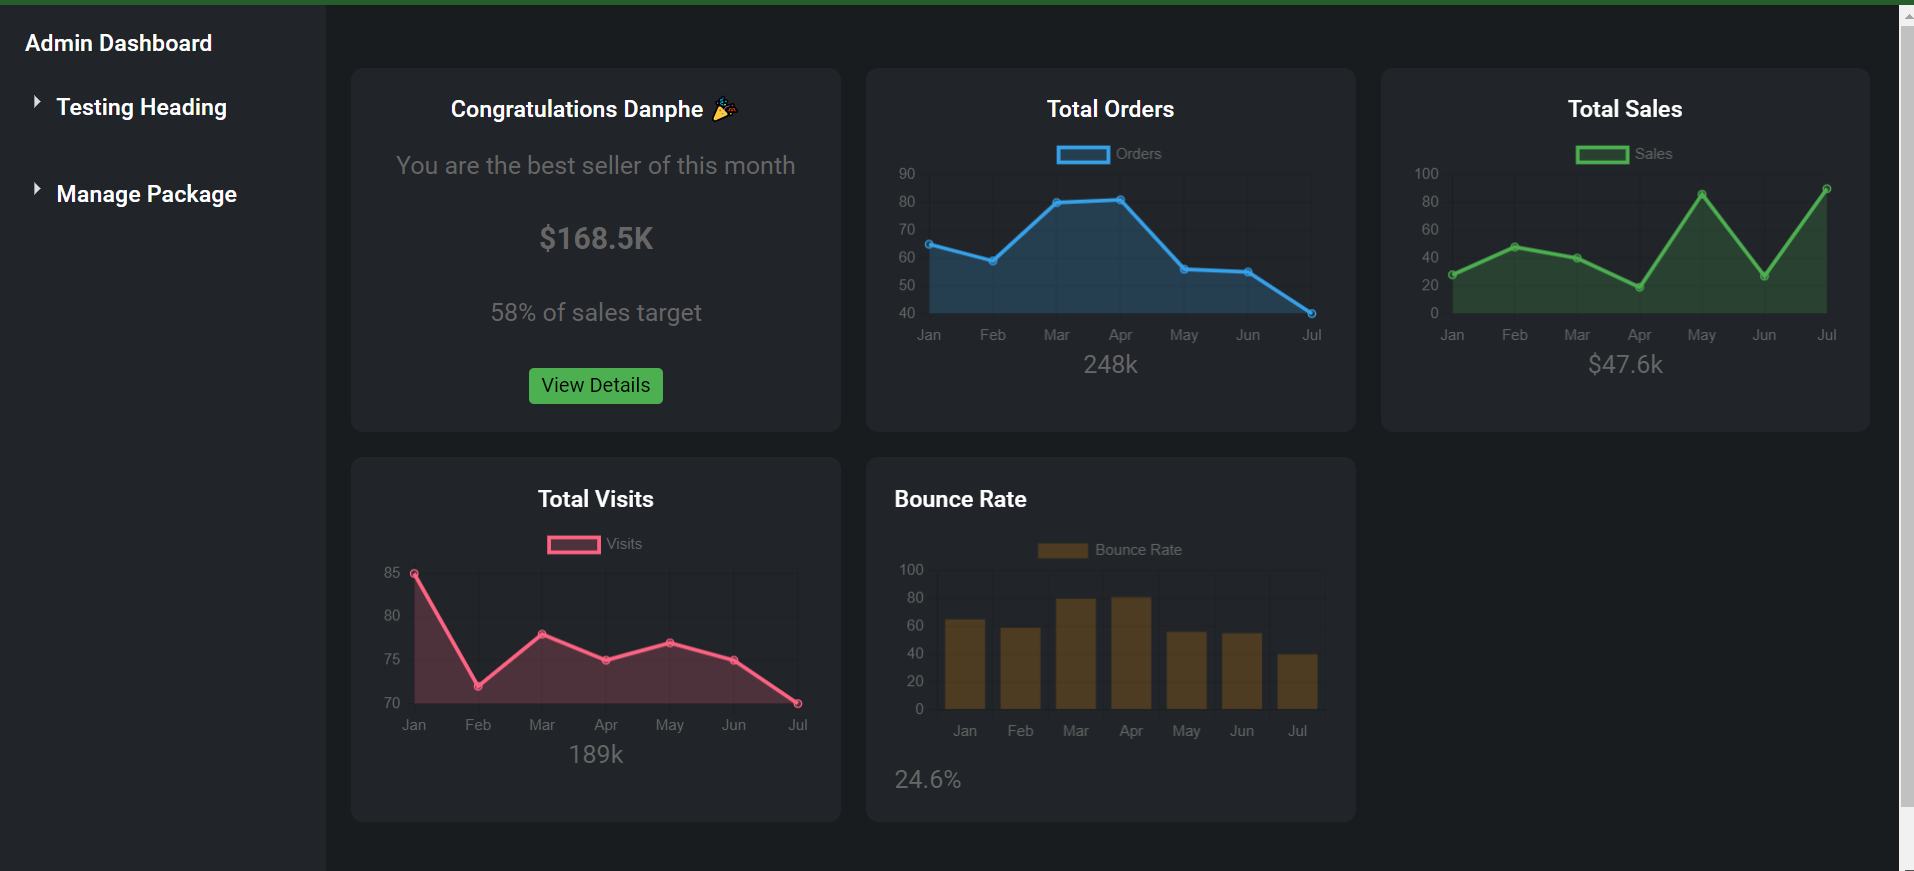 Admin Dashboard
Testing Heading
Manage Package
Congratulations Danphe 🎉
You are the best seller of this month
$168.5K
58% of sales target
View Details
Total Orders
Orders
90
80
70
60
50
40
Jan Feb Mar Apr May Jun Jul
248k
Total Sales
Sales
100
80
60
40
20
0
Jan Feb Mar Apr May Jun Jul
$47.6k
Total Visits
Visits
85
80
75
70
Jan Feb Mar Apr May Jun Jul
189k
Bounce Rate
Bounce Rate
100
80
60
40
20
0
Jan Feb Mar Apr May Jun Jul
24.6%